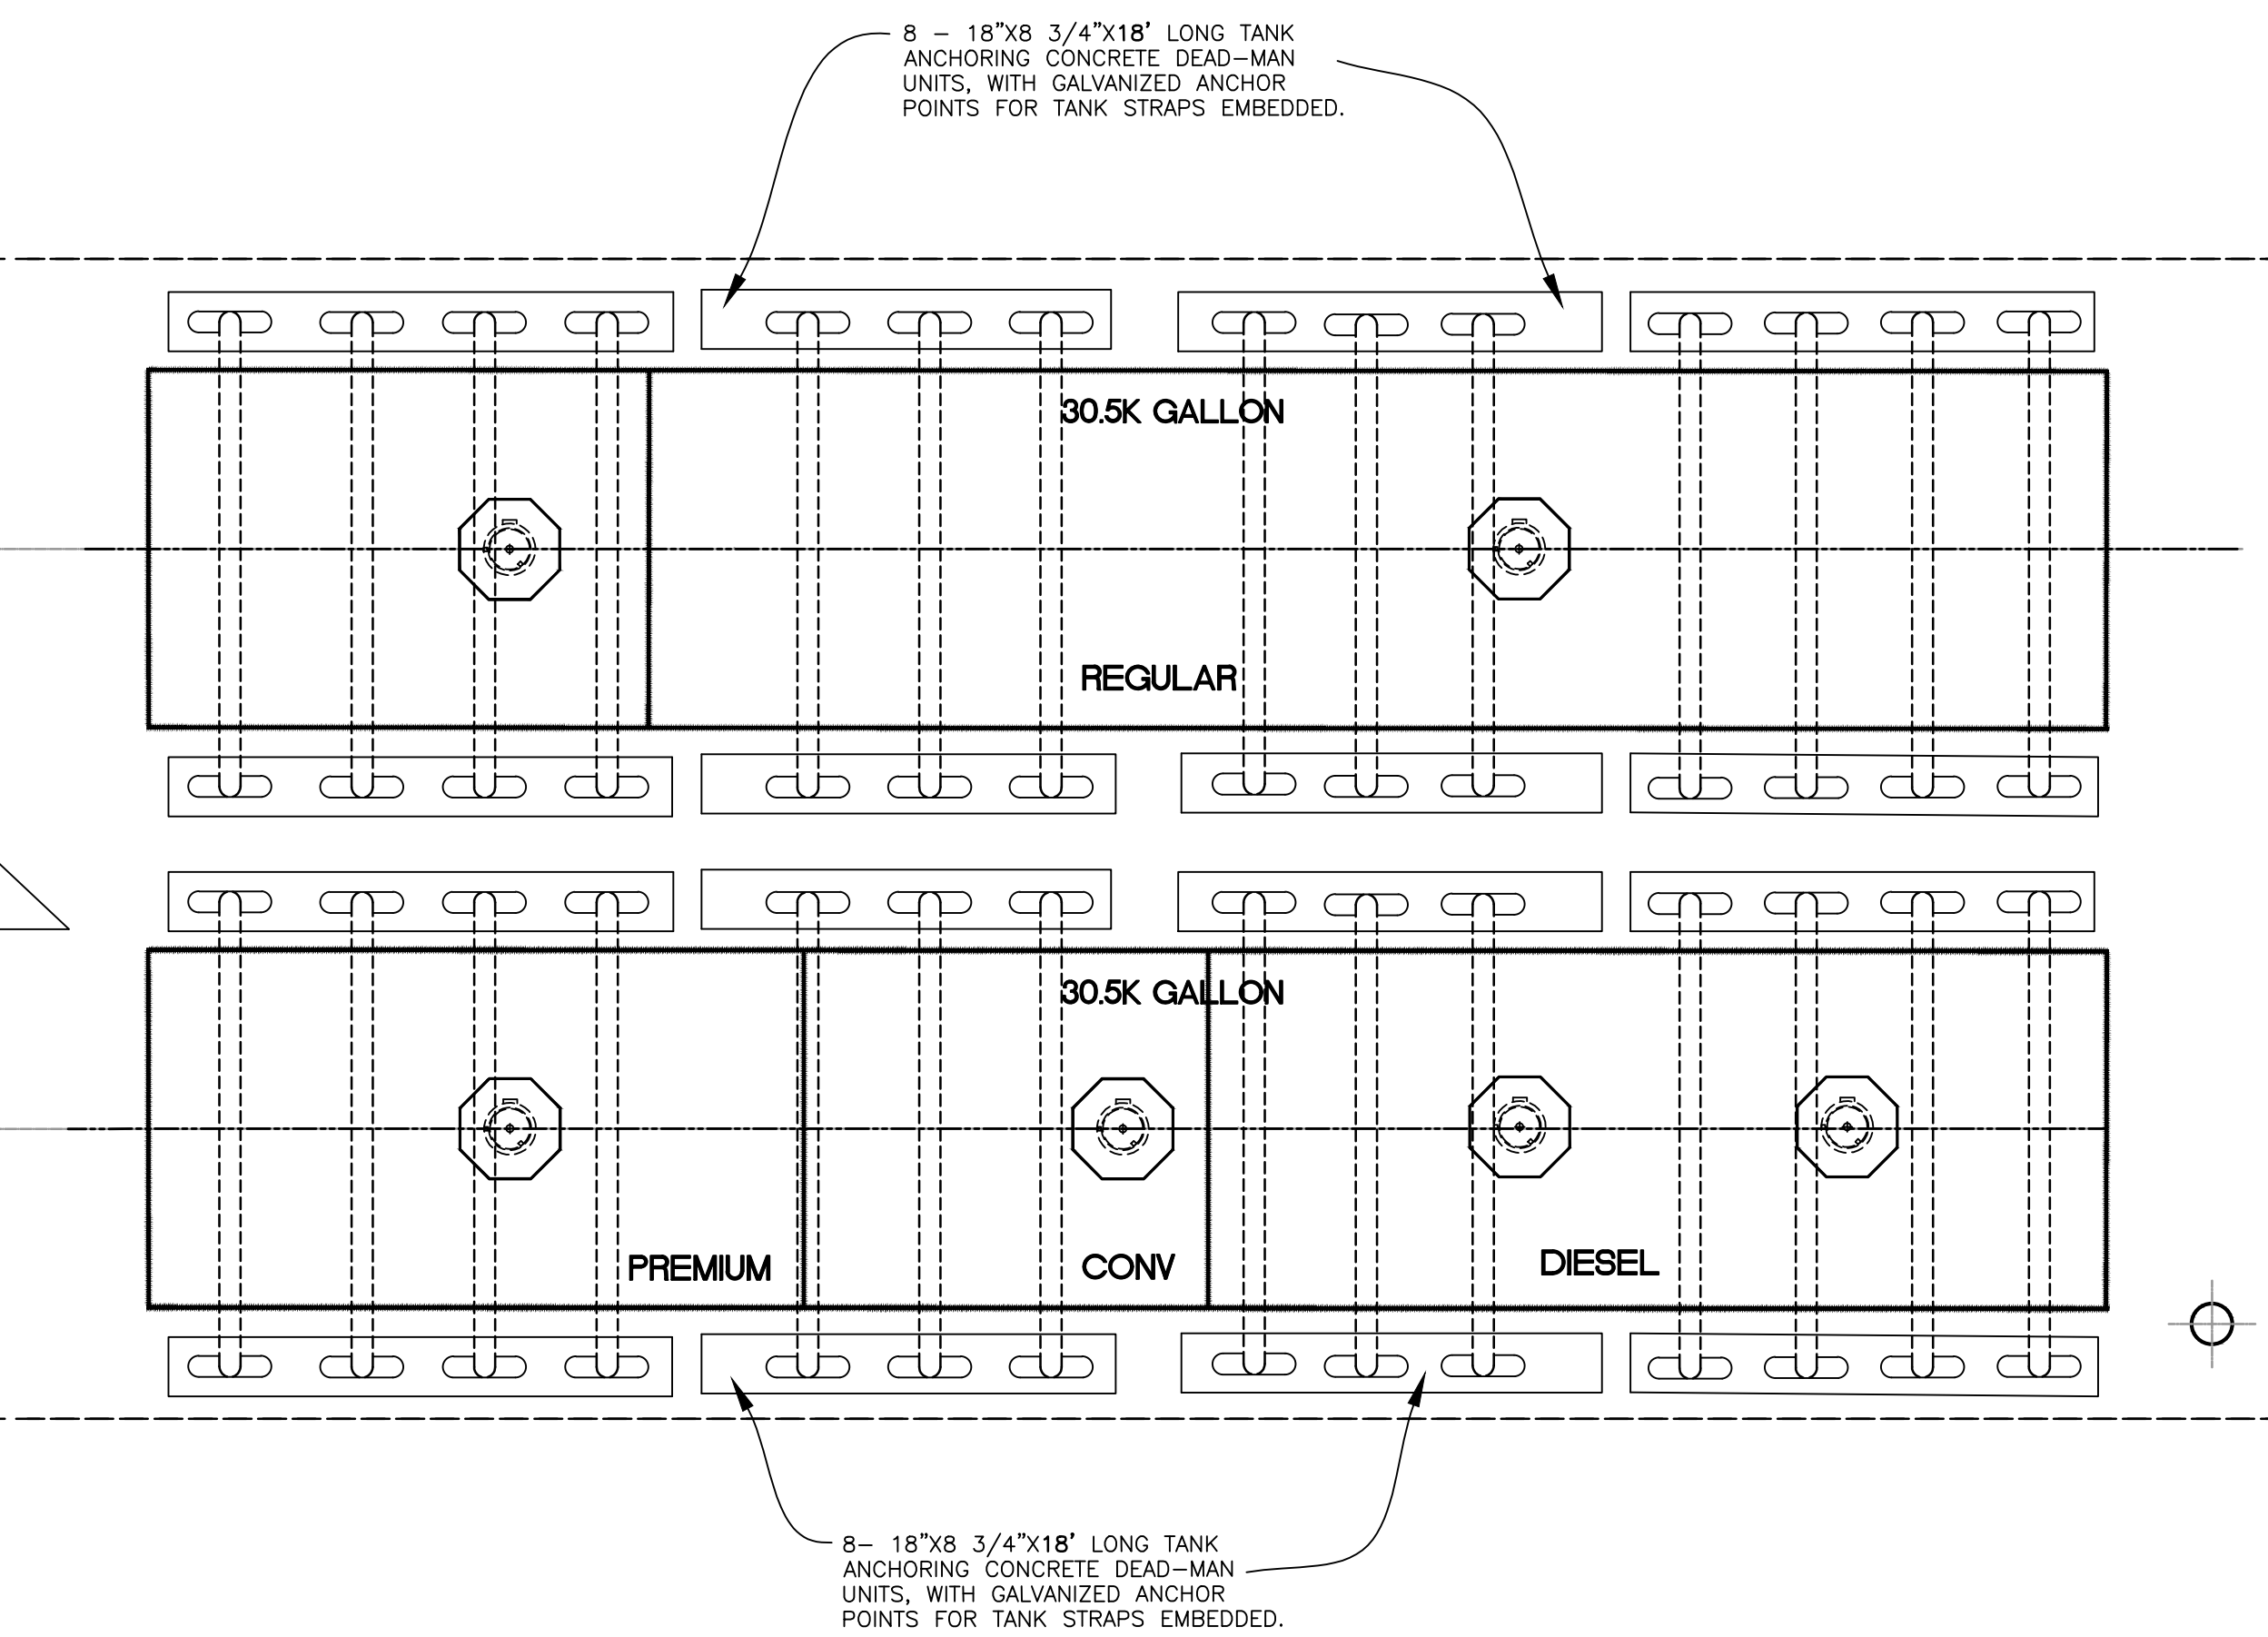 8 - 18"X8 3/4"X18' LONG TANK
ANCHORING CONCRETE DEAD-MAN
UNITS, WITH GALVANIZED ANCHOR
POINTS FOR TANK STRAPS EMBEDDED.
30.5K GALLON
REGULAR
30.5K GALLON
PREMIUM
CONV
DIESEL
8- 18"X8 3/4"X18' LONG TANK
ANCHORING CONCRETE DEAD-MAN
UNITS, WITH GALVANIZED ANCHOR
POINTS FOR TANK STRAPS EMBEDDED.